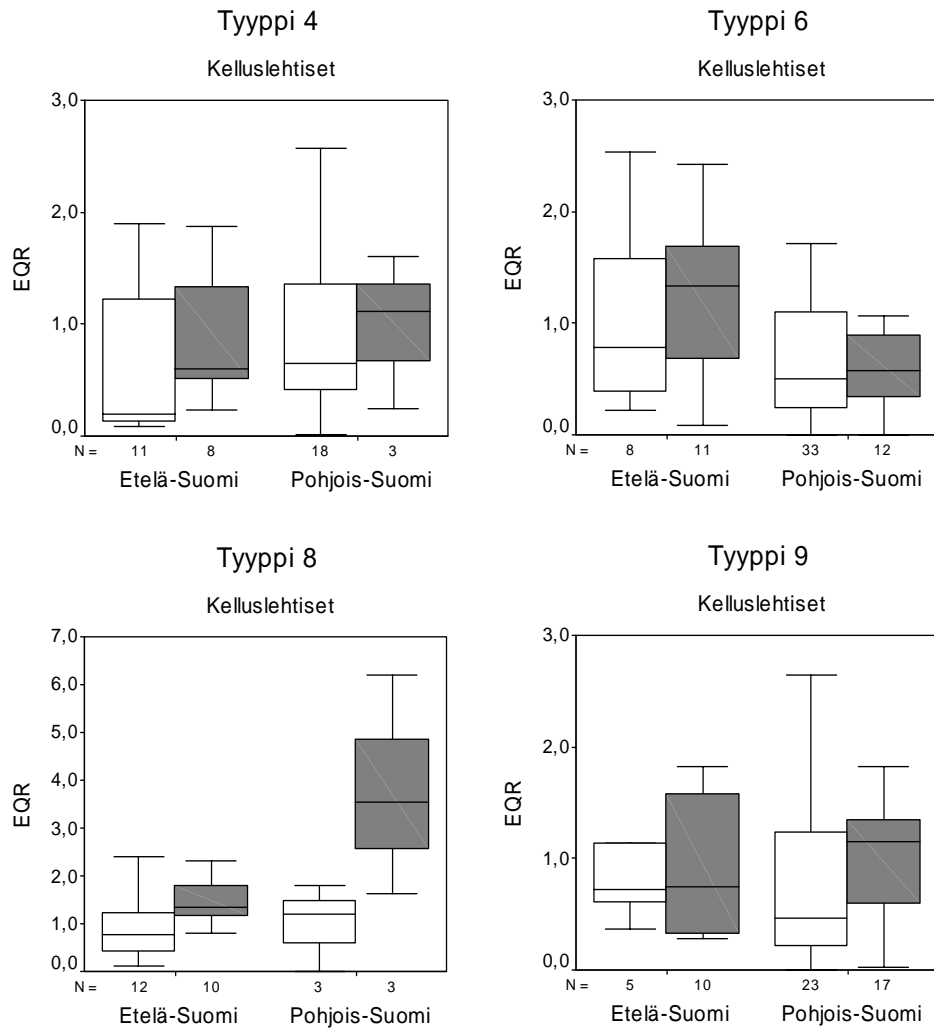 Tyyppi 4
Kelluslehtiset
3,0
2,0
1,0
0,0
EQR
N = 11 8 18 3
Etelä-Suomi Pohjois-Suomi
Tyyppi 6
Kelluslehtiset
3,0
2,0
1,0
0,0
EQR
N = 8 11 33 12
Etelä-Suomi Pohjois-Suomi
Tyyppi 8
Kelluslehtiset
7,0
6,0
5,0
4,0
3,0
2,0
1,0
0,0
EQR
N = 12 10 3 3
Etelä-Suomi Pohjois-Suomi
Tyyppi 9
Kelluslehtiset
3,0
2,0
1,0
0,0
EQR
N = 5 10 23 17
Etelä-Suomi Pohjois-Suomi